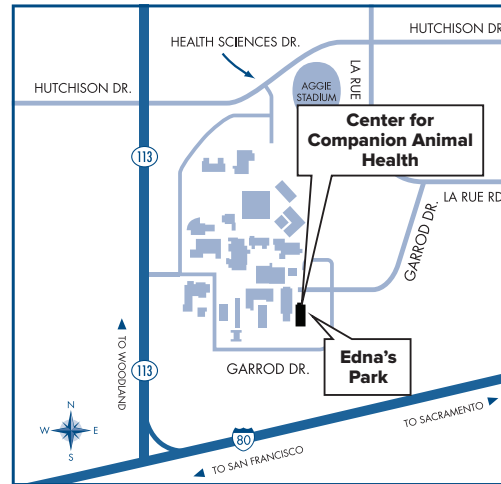 HUTCHISON DR.
HEALTH SCIENCES DR.
LA RUE
HUTCHISON DR.
AGGIE
STADIUM
Center for
Companion Animal
Health
113
LA RUE RD.
GARROD DR.
TO WOODLAND
Edna's
Park
GARROD DR.
113
N
W E
S
80
TO SACRAMENTO
TO SAN FRANCISCO